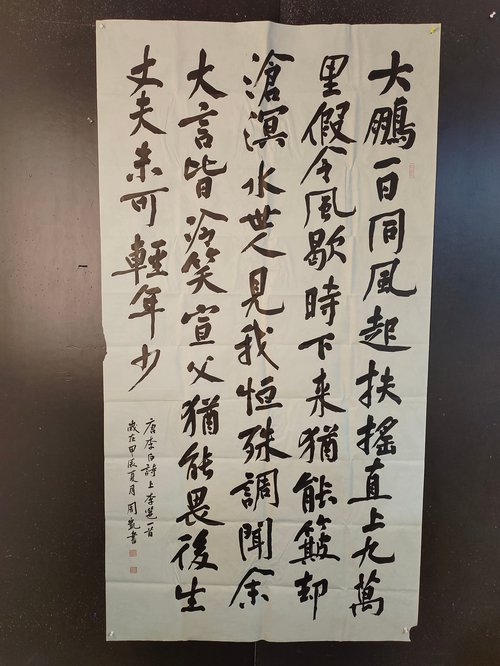 大鵬一日同風起扶搖直上九萬
里假令風歇時下来猶能簸却
滄溟水世人見我恒殊調聞余
大言皆冷笑宣父猶能畏後生
丈夫未可輕年少
唐李白詩上李邕一首
歲在甲辰夏月 周書